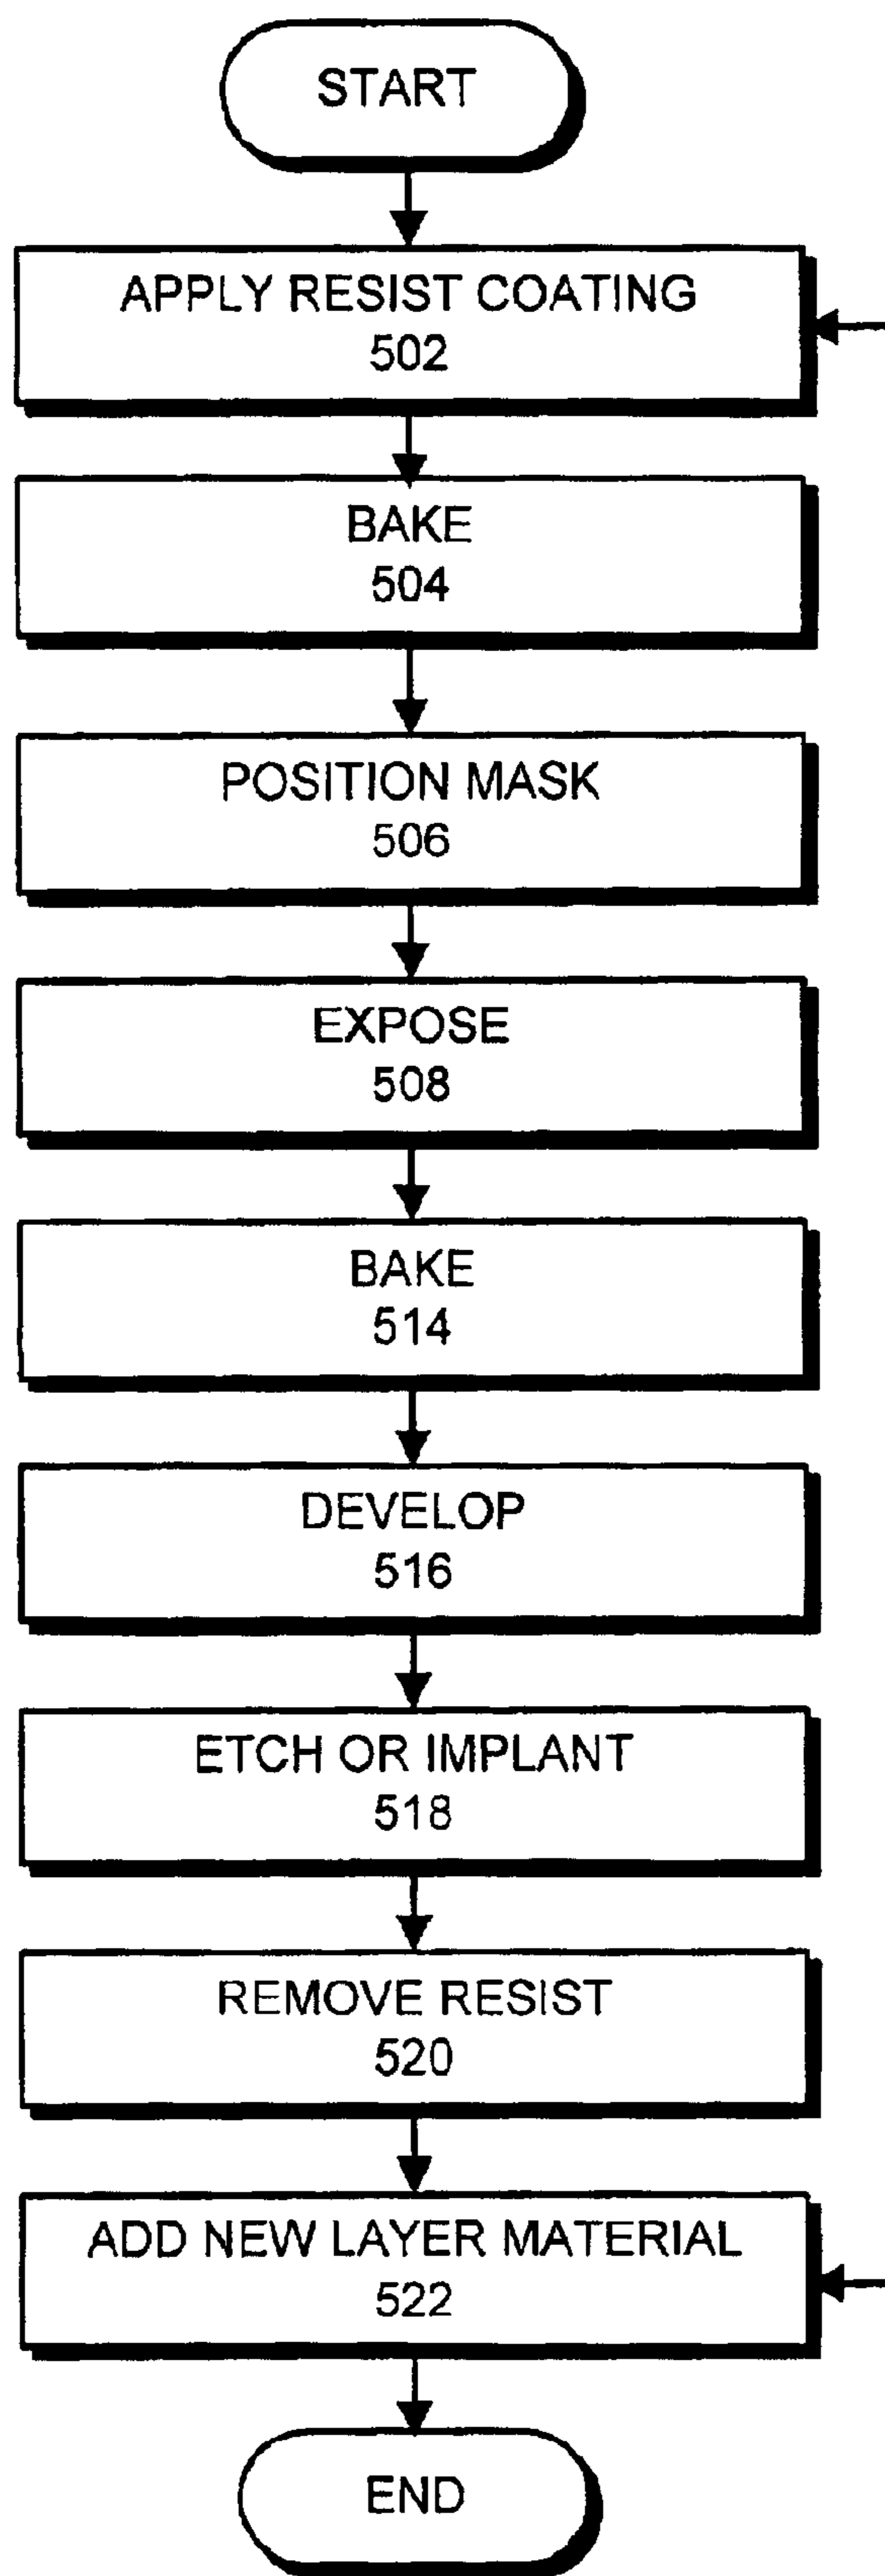 START
APPLY RESIST COATING
502
BAKE
504
POSITION MASK
506
EXPOSE
508
BAKE
514
DEVELOP
516
ETCH OR IMPLANT
518
REMOVE RESIST
520
ADD NEW LAYER MATERIAL
522
END